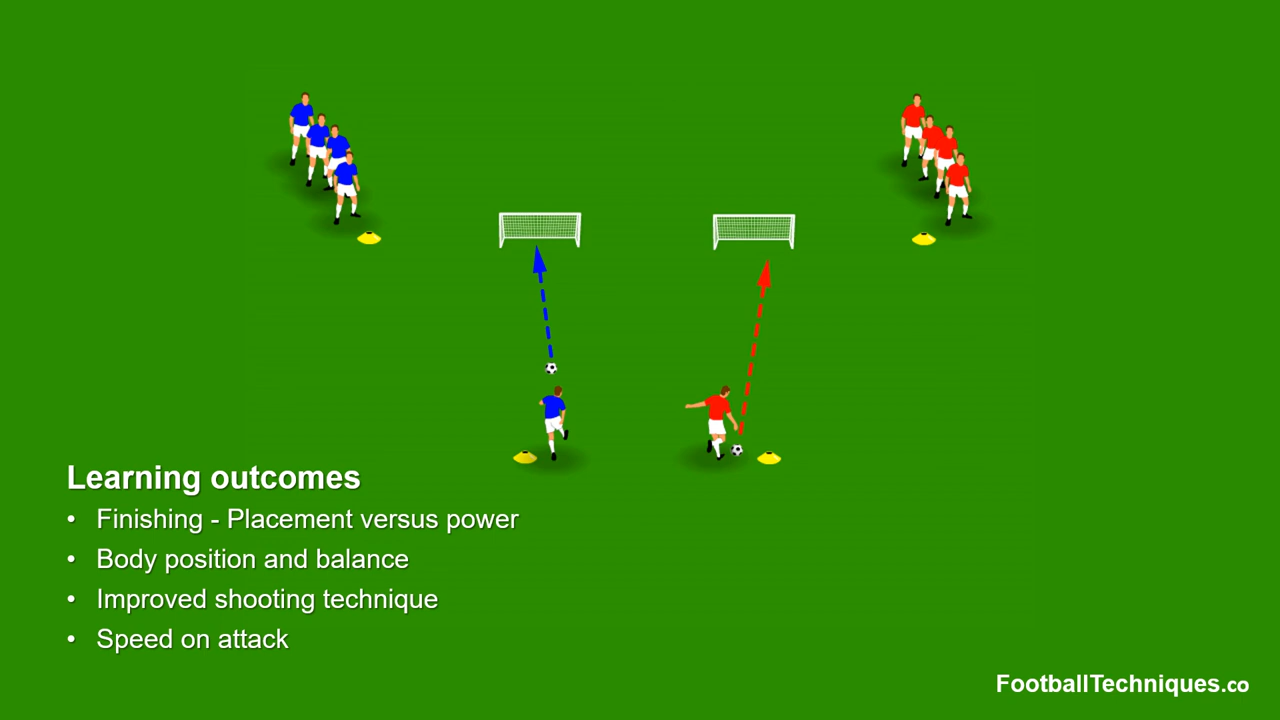 Learning outcomes
• Finishing - Placement versus power
• Body position and balance
• Improved shooting technique
• Speed on attack
FootballTechniques.co